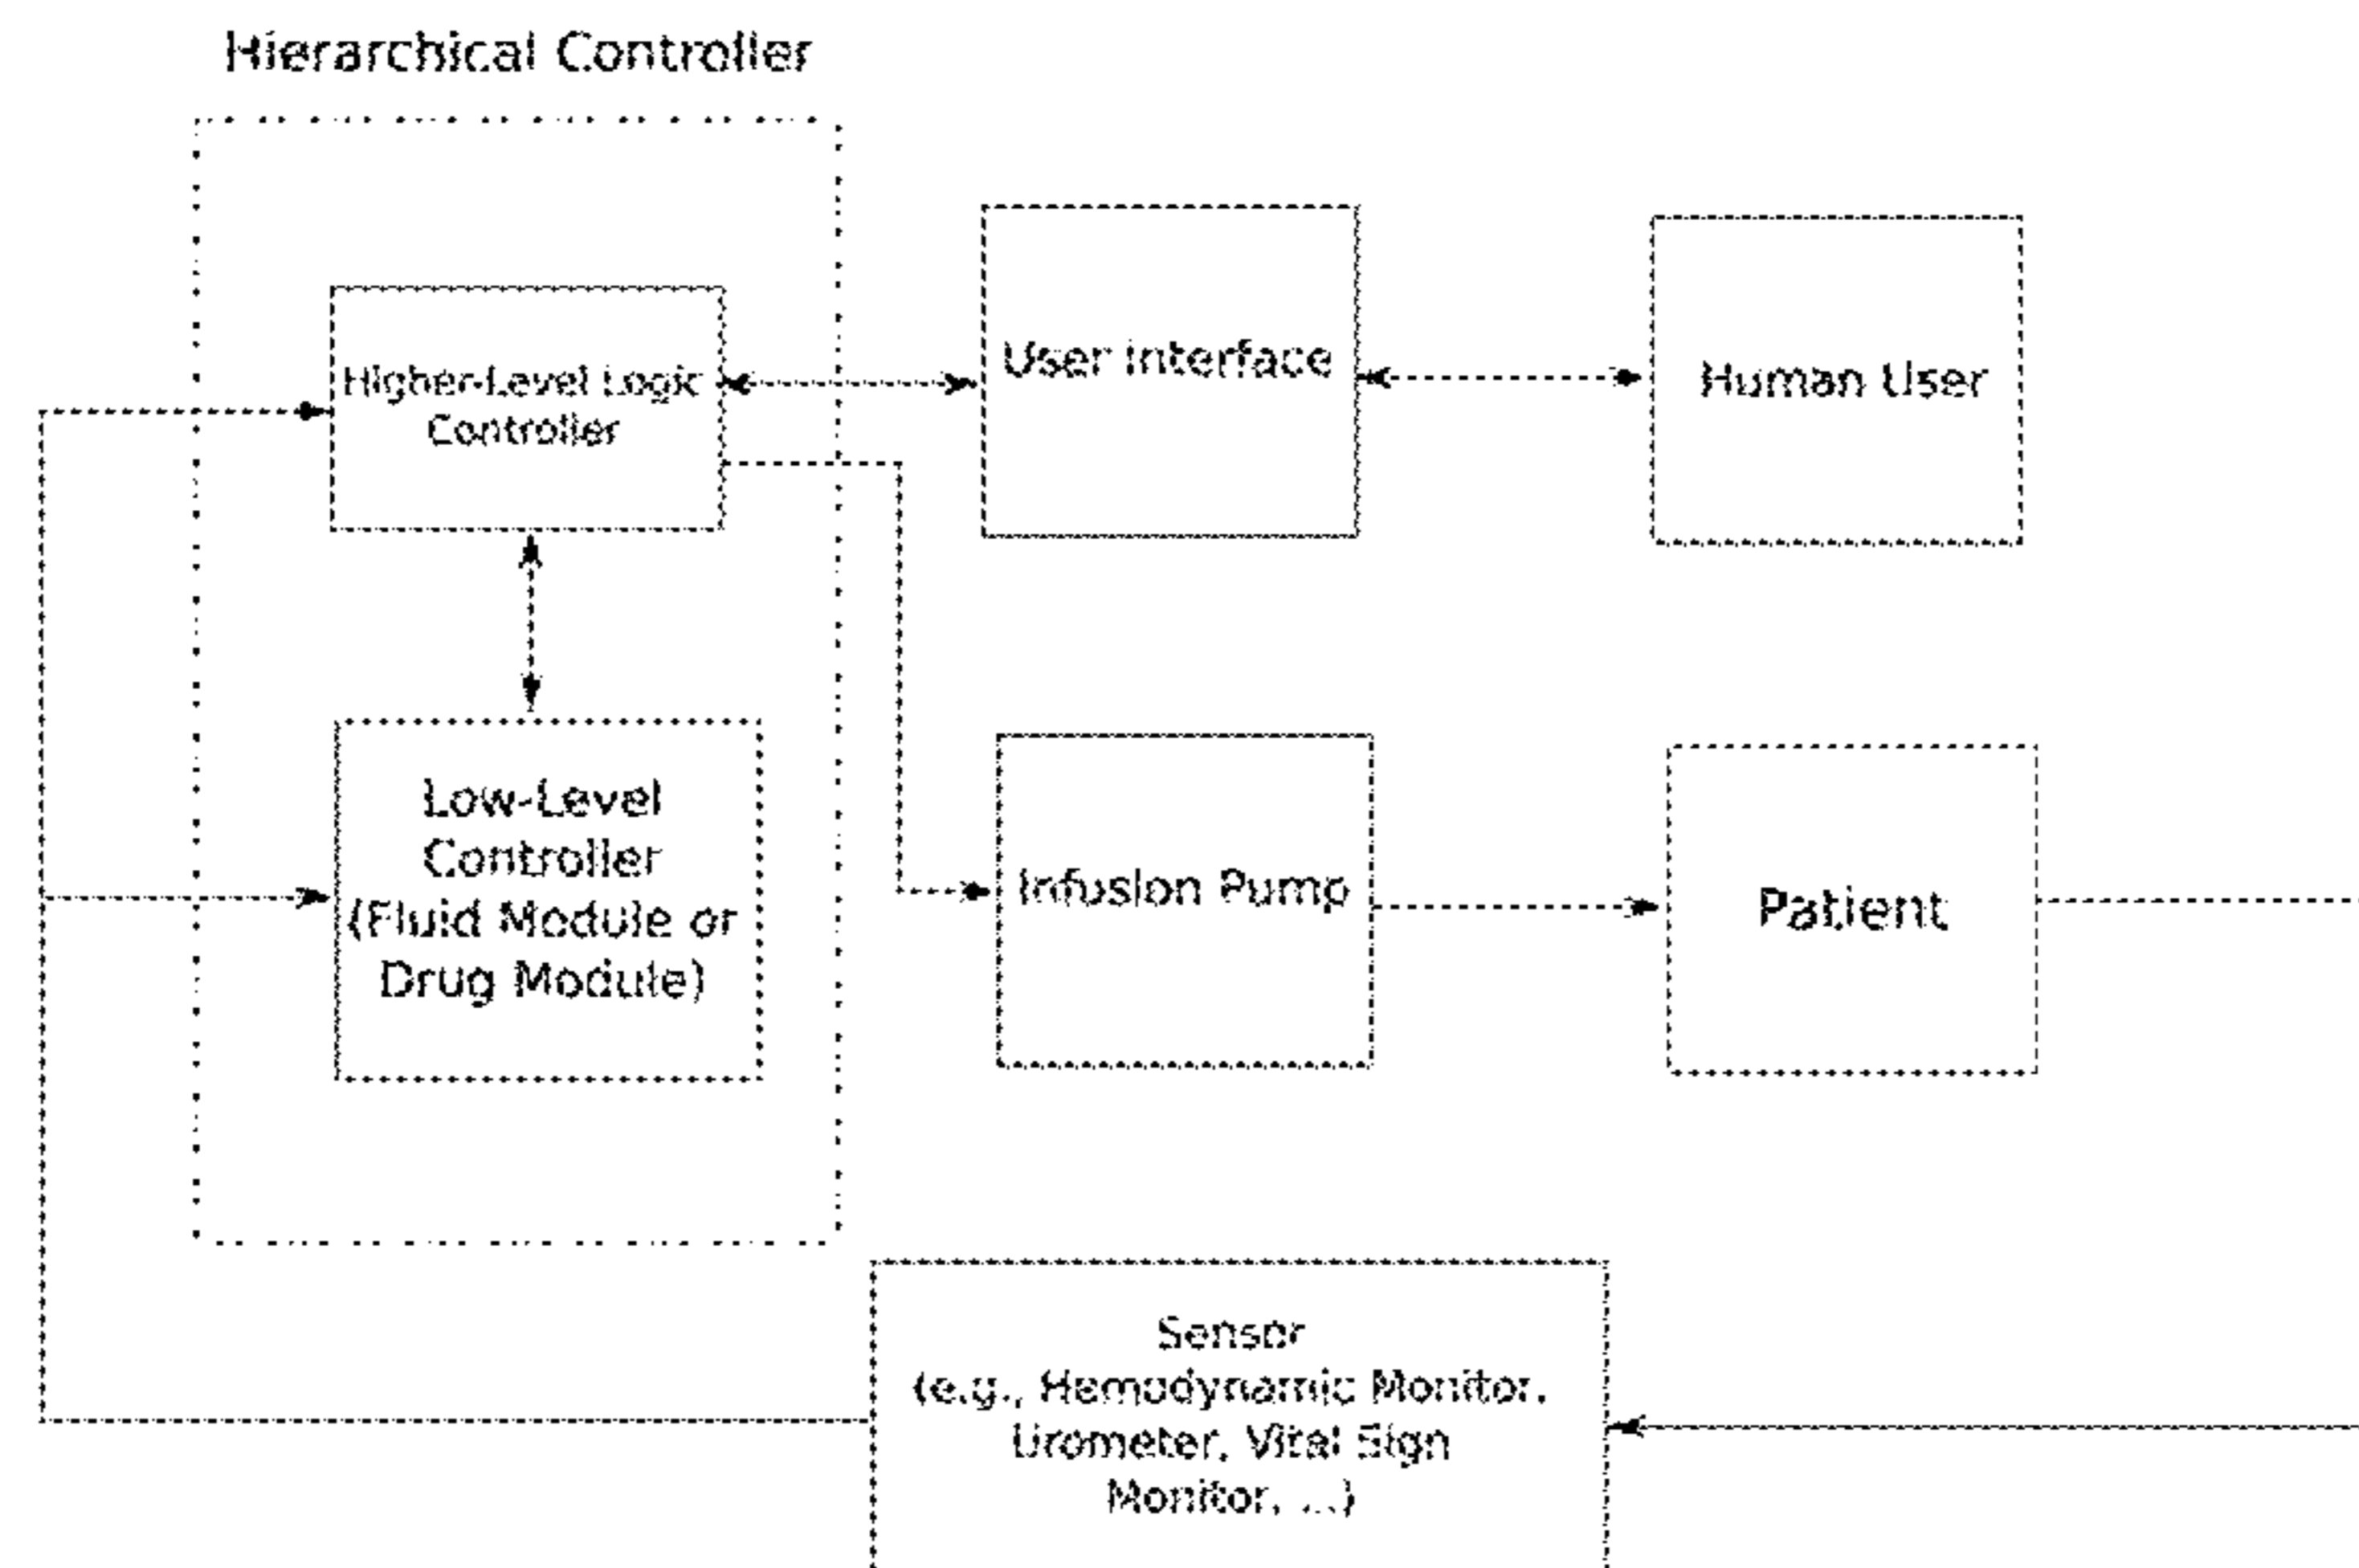 Hierarchical Controller
Higher-Level Logic
Controller
User Interface
Human User
Low-Level
Controller
(Fluid Module or
Drug Module)
Infusion Pump
Patient
Sensor
(e.g., Hemodynamic Monitor,
Urometer, Vital Sign
Monitor, ...)